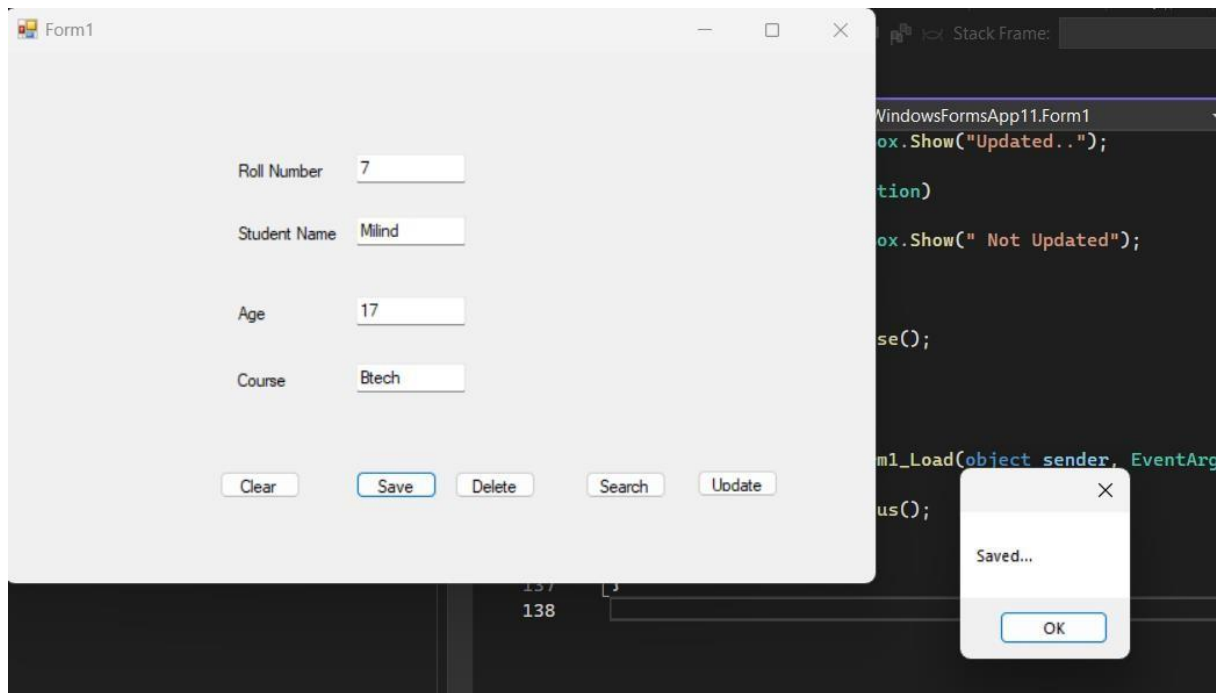 Form1
Stack Frame:
WindowsFormsApp11.Form1
ox.Show("Updated..");
Roll Number 7
tion)
Student Name Milind
ox.Show(" Not Updated");
Age 17
se();
Course Btech
m1_Load(object sender, EventArg
Clear Save Delete Search Update
us();
Saved...
137 }
138
OK